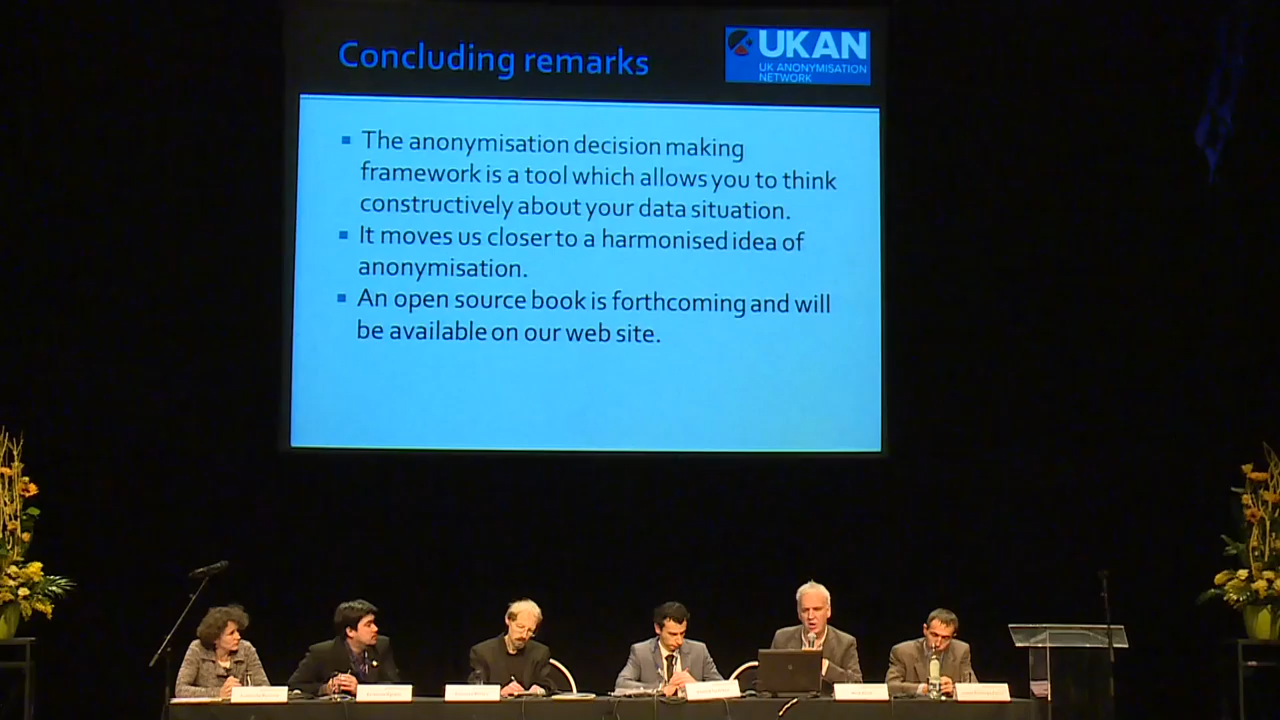 Concluding remarks
UKAN
UK ANONYMISATION
NETWORK
The anonymisation decision making
framework is a tool which allows you to think
constructively about your data situation.
It moves us closer to a harmonised idea of
anonymisation.
An open source book is forthcoming and will
be available on our web site.